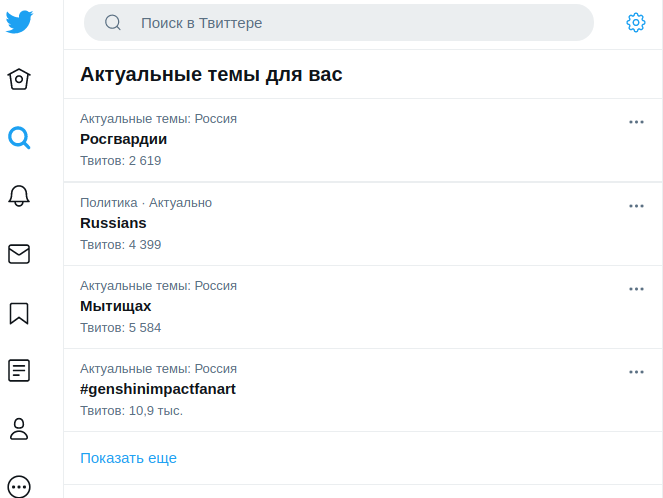 Поиск в Твиттере
Актуальные темы для вас
Актуальные темы: Россия
Росгвардии
Твитов: 2 619
Политика · Актуально
Russians
Твитов: 4 399
Актуальные темы: Россия
Мытищах
Твитов: 5 584
Актуальные темы: Россия
#genshinimpactfanart
Твитов: 10,9 тыс.
Показать еще